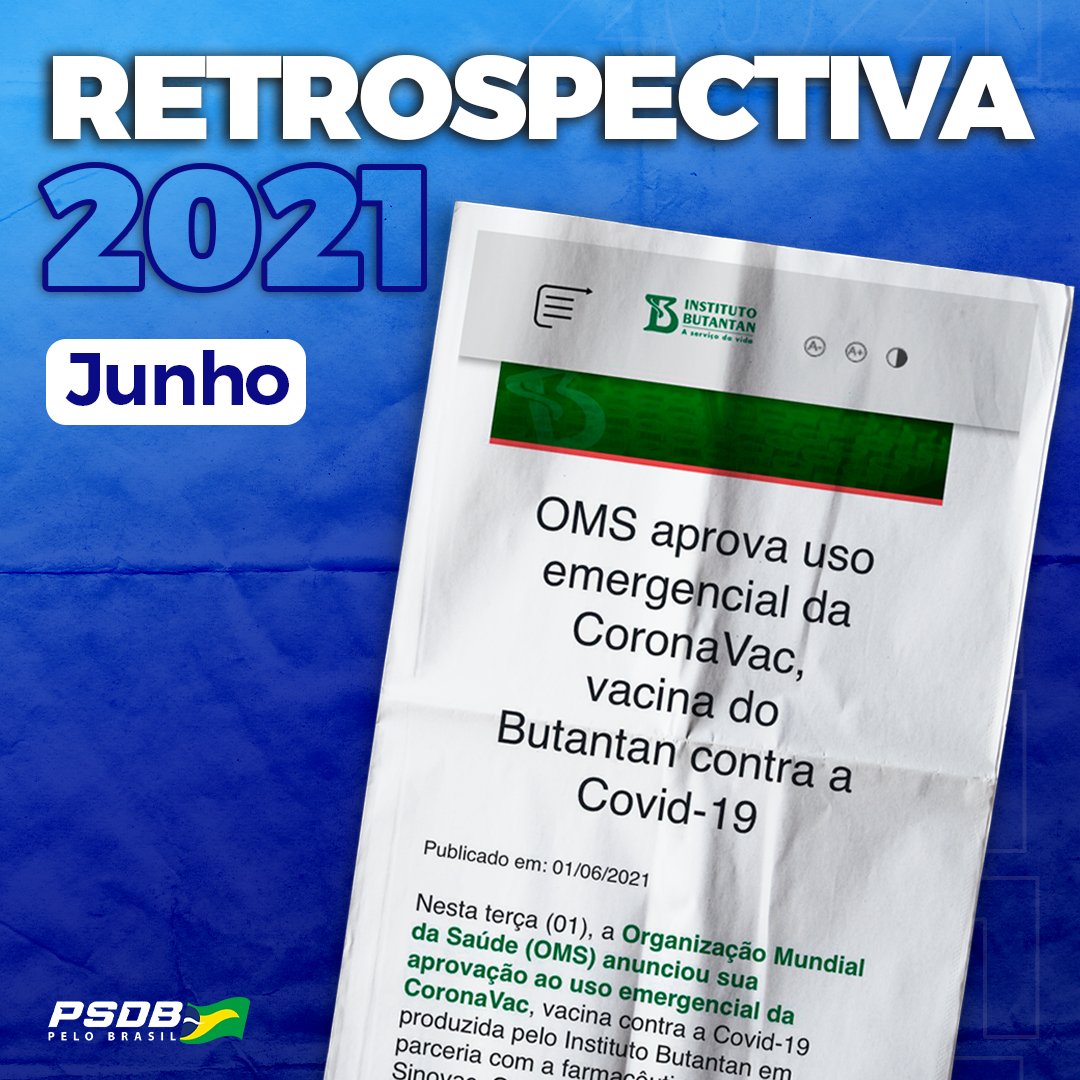 RETROSPECTIVA
2021
Junho
INSTITUTO
BUTANTAN
A serviço da vida
A-
A+
OMS aprova uso
emergencial da
CoronaVac,
vacina do
Butantan contra a
Covid-19
Publicado em: 01/06/2021
Nesta terça (01), a Organização Mundial
da Saúde (OMS) anunciou sua
aprovação ao uso emergencial da
CoronaVac, vacina contra a Covid-19
produzida pelo Instituto Butantan em
parceria com a
Sinovac.
PSDB
PELO BRASIL